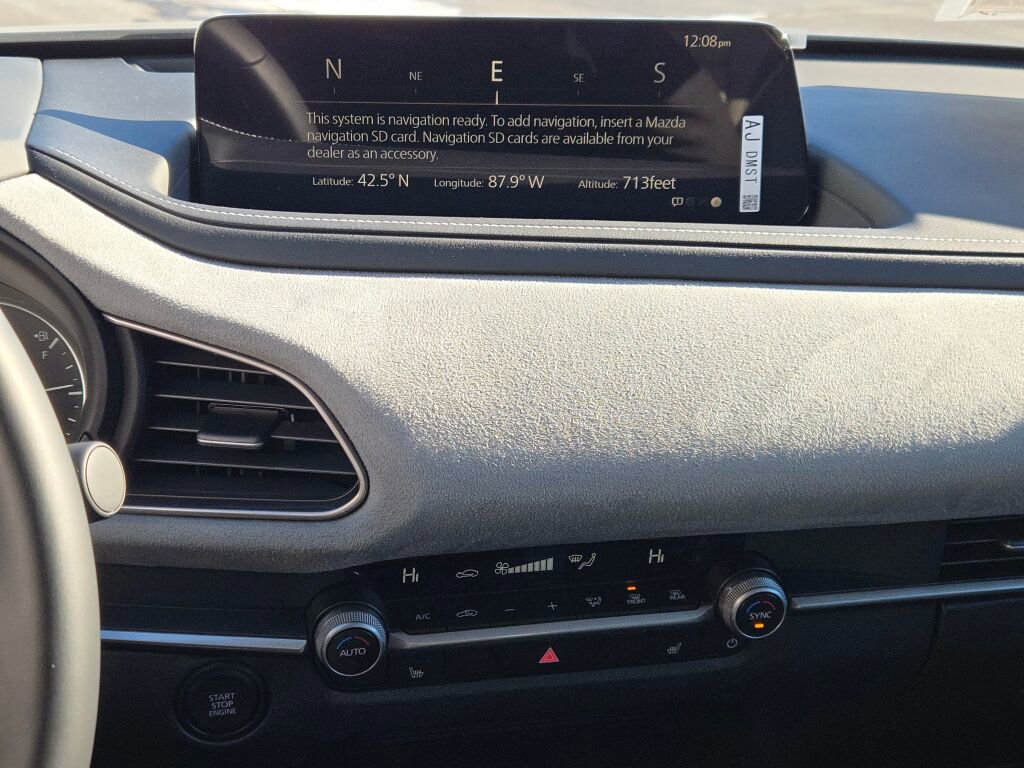 12:08pm
N NE E SE S
This system is navigation ready. To add navigation, insert a Mazda
navigation SD card. Navigation SD cards are available from your
dealer as an accessory.
Latitude: 42.5° N Longitude: 87.9° W Altitude: 713feet
AJ DMST
F
HI HI
A/C − + FRONT REAR
AUTO
SYNC
START
STOP
ENGINE